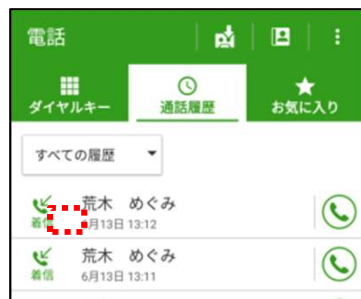 電話
ダイヤルキー
通話履歴
お気に入り
すべての履歴
荒木 めぐみ
着信
月13日 13:12
荒木 めぐみ
着信
6月13日 13:11